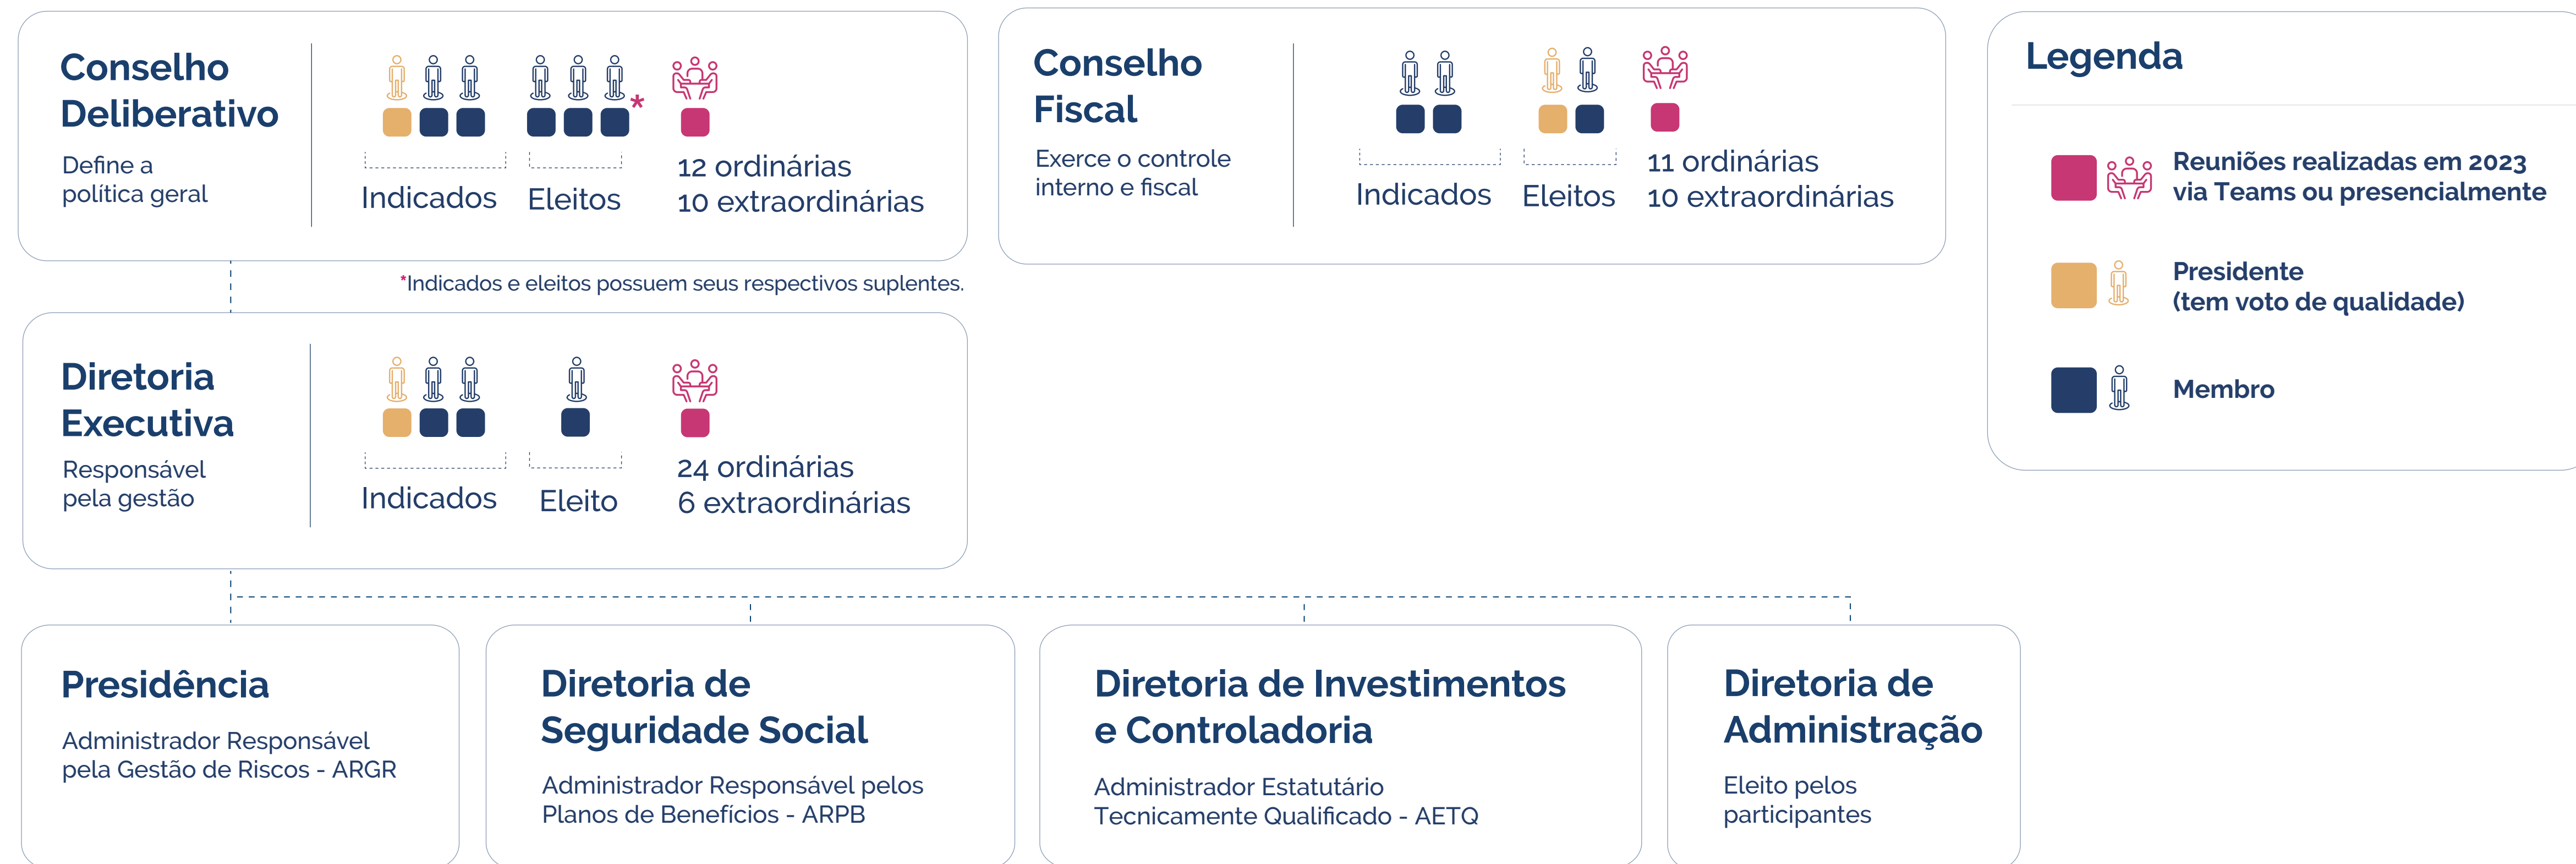 Conselho
Deliberativo
Define a
política geral
Indicados
Eleitos
*
12 ordinárias
10 extraordinárias
*Indicados e eleitos possuem seus respectivos suplentes.
Conselho
Fiscal
Exerce o controle
interno e fiscal
Indicados
Eleitos
11 ordinárias
10 extraordinárias
Legenda
Reuniões realizadas em 2023
via Teams ou presencialmente
Presidente
(tem voto de qualidade)
Membro
Diretoria
Executiva
Responsável
pela gestão
Indicados
Eleito
24 ordinárias
6 extraordinárias
Presidência
Administrador Responsável
pela Gestão de Riscos - ARGR
Diretoria de
Seguridade Social
Administrador Responsável pelos
Planos de Benefícios - ARPB
Diretoria de Investimentos
e Controladoria
Administrador Estatutário
Tecnicamente Qualificado - AETQ
Diretoria de
Administração
Eleito pelos
participantes